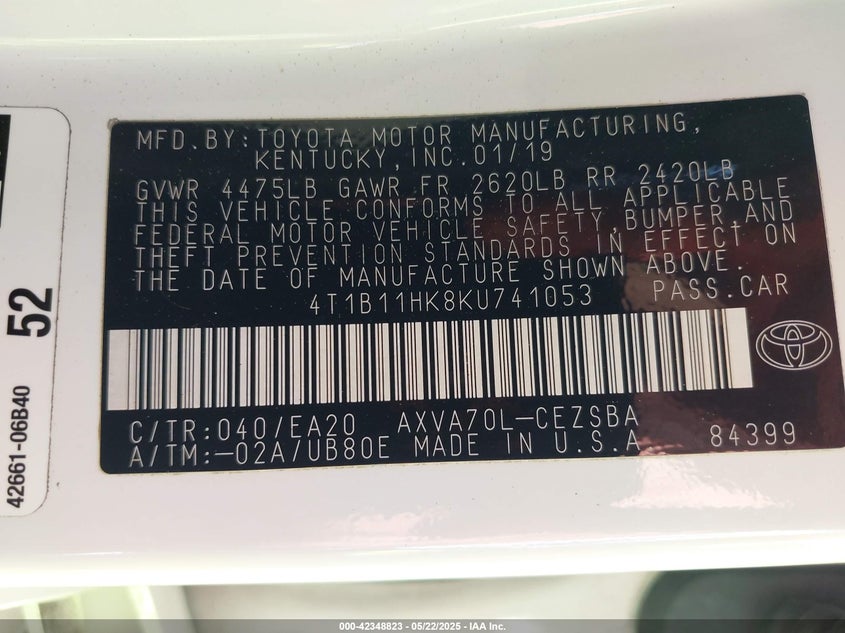 MFD.BY:TOYOTA MOTOR MANUFACTURING,
KENTUCKY,INC.01/19
GVWR 4475LB GAWR FR 2620LB RR 2420LB
THIS VEHICLE CONFORMS TO ALL APPLICABLE
FEDERAL MOTOR VEHICLE SAFETY,BUMPER,AND
THEFT PREVENTION STANDARDS IN EFFECT ON
THE DATE OF MANUFACTURE SHOWN ABOVE.
4T1B11HK8KU741053 PASS.CAR
C/TR:040/EA20 AXVA70L-CEZSBA
A/TM:-02A/UB80E MADE IN U.S.A 84399
52
42661-06B40
000-42348823 - 05/22/2025 - IAA Inc.